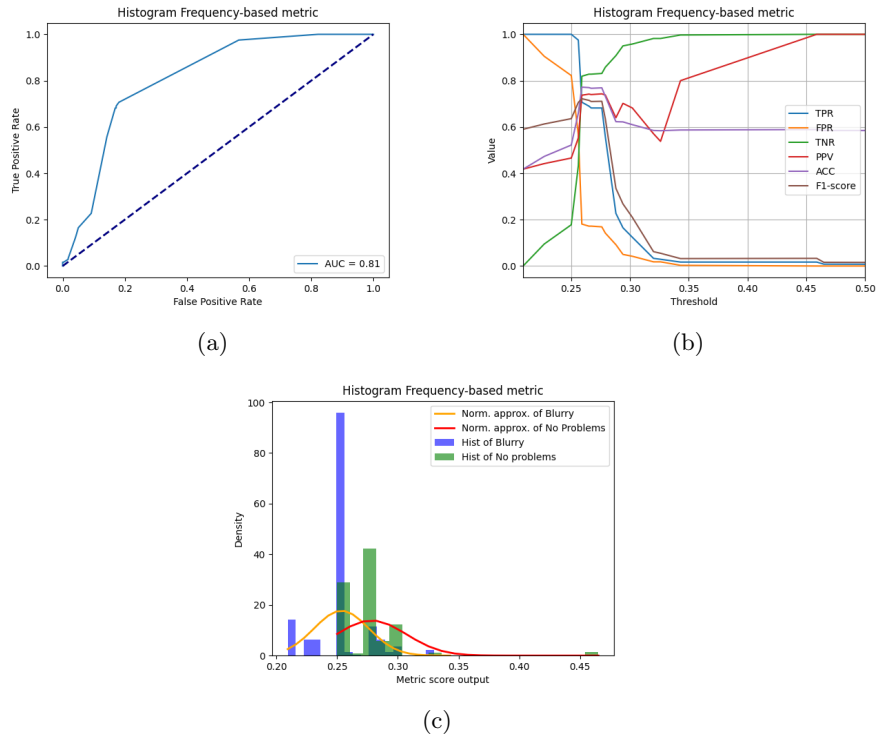 Histogram Frequency-based metric
1.0
0.8
0.6
0.4
0.2
0.0
True Positive Rate
AUC = 0.81
0.0 0.2 0.4 0.6 0.8 1.0
False Positive Rate
(a)
Histogram Frequency-based metric
1.0
0.8
0.6
0.4
0.2
0.0
Value
TPR
FPR
TNR
PPV
ACC
F1-score
0.25 0.30 0.35 0.40 0.45 0.50
Threshold
(b)
Histogram Frequency-based metric
100
80
60
40
20
0
Density
Norm. approx. of Blurry
Norm. approx. of No Problems
Hist of Blurry
Hist of No problems
0.20 0.25 0.30 0.35 0.40 0.45
Metric score output
(c)